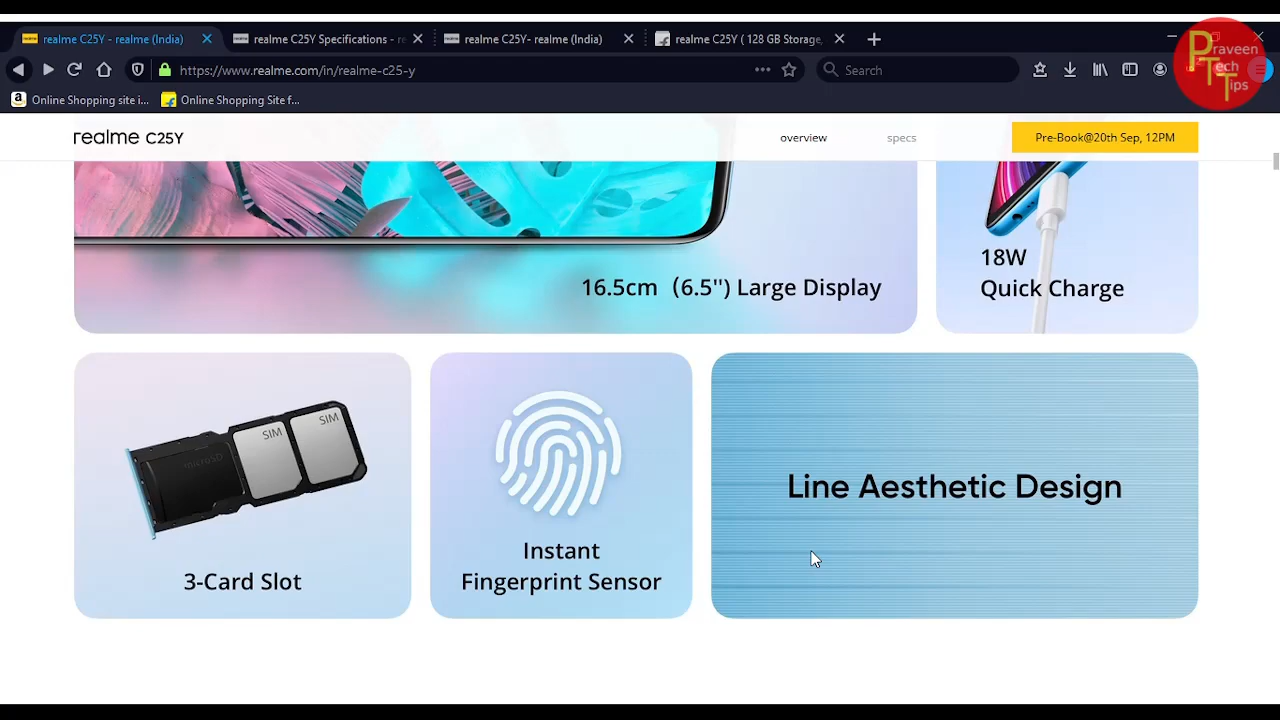 realme C25Y - realme (India)
realme C25Y Specifications - re
realme C25Y- realme (India)
realme C25Y ( 128 GB Storage,
https://www.realme.com/in/realme-c25-y
Search
Online Shopping site i...
Online Shopping Site f...
Praveen
Tech
Tips
realme C25Y
overview
specs
Pre-Book@20th Sep, 12PM
16.5cm（6.5'') Large Display
18W
Quick Charge
microSD
SIM
SIM
3-Card Slot
Instant
Fingerprint Sensor
Line Aesthetic Design